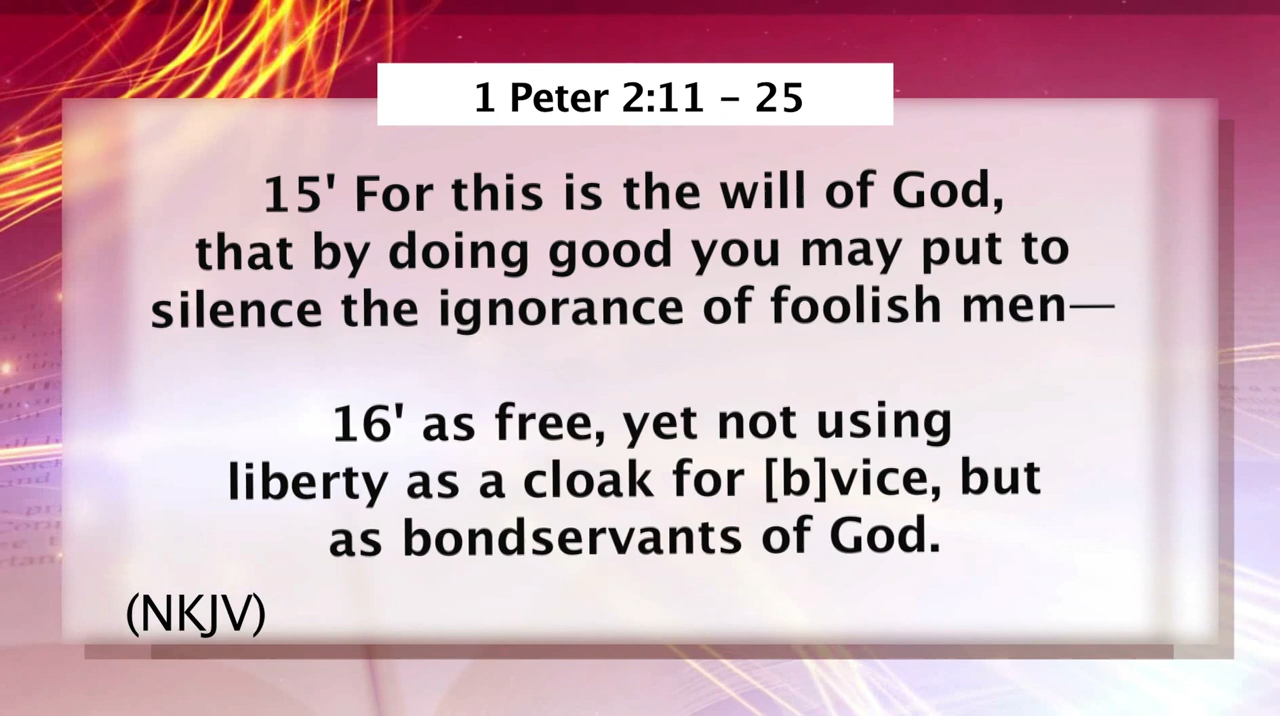 1 Peter 2:11 – 25
15' For this is the will of God,
that by doing good you may put to
silence the ignorance of foolish men—
16' as free, yet not using
liberty as a cloak for [b]vice, but
as bondservants of God.
(NKJV)